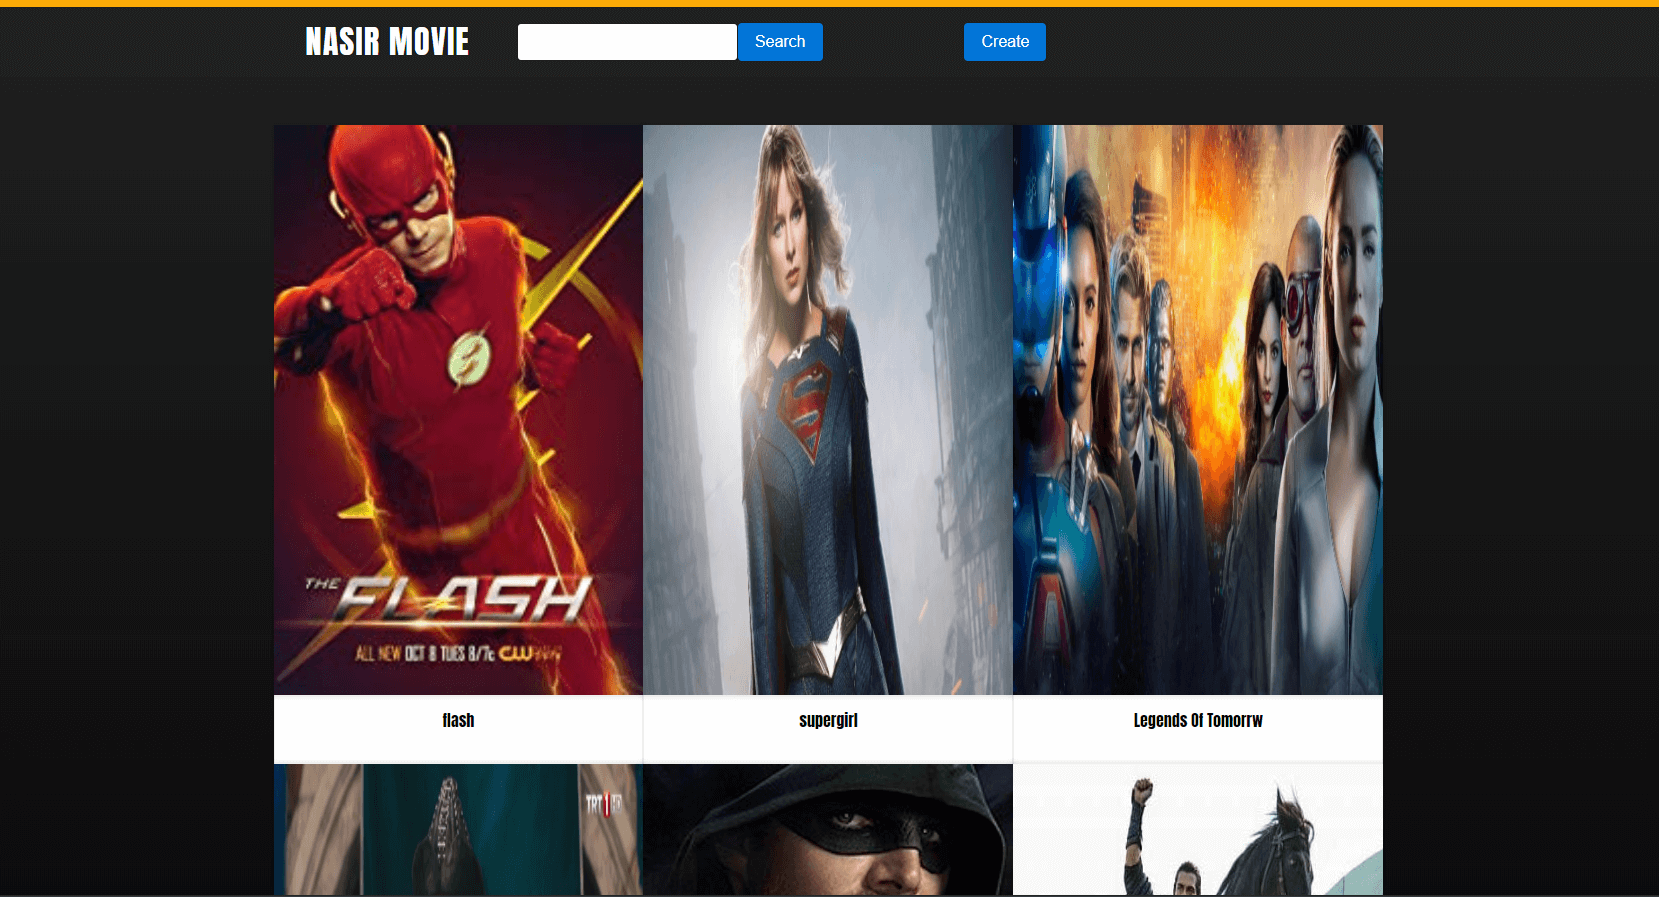 NASIR MOVIE
Search
Create
THE
FLASH
ALL NEW OCT 8 TUES 8/7c CW
flash
supergirl
Legends Of Tomorrw
TRT 1 HD